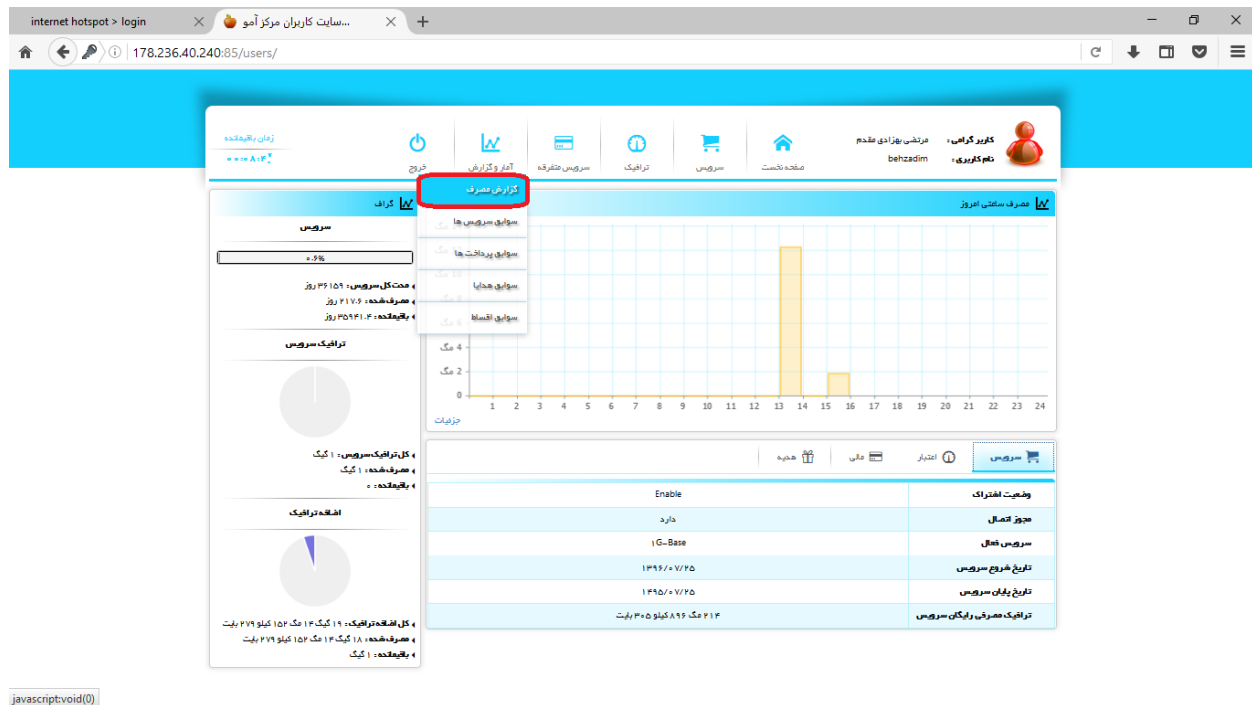 internet hotspot > login
سایت کاربران مرکز آمو...
178.236.40.240:85/users/
کاربر گرامی: مرتضی بهزادی مقدم
نام کاربری: behzadim
صفحه نخست
سرویس
ترافیک
سرویس متفرقه
آمار و گزارش
خروج
زمان باقیمانده
گزارش مصرف
سوابق سرویس ها
سوابق پرداخت ها
سوابق هدایا
سوابق اقساط
مصرف ساعتی امروز
10 مگ
4 مگ
2 مگ
0
1 2 3 4 5 6 7 8 9 10 11 12 13 14 15 16 17 18 19 20 21 22 23 24
جزئیات
گراف
سرویس
۰.۶%
مدت کل سرویس: ۳۶۱۵۹ روز
مصرف شده: ۲۱۷.۶ روز
باقیمانده: ۳۵۹۴۱.۴ روز
ترافیک سرویس
کل ترافیک سرویس: ۱ گیگ
مصرف شده: ۱ گیگ
باقیمانده: ۰
اضافه ترافیک
کل اضافه ترافیک: ۱۹ گیگ ۱۴ مگ ۱۵۲ کیلو ۲۷۹ بایت
مصرف شده: ۱۸ گیگ ۱۴ مگ ۱۵۲ کیلو ۲۷۹ بایت
باقیمانده: ۱ گیگ
سرویس
اعتبار
مالی
هدیه
وضعیت اشتراک Enable
مجوز اتصال دارد
سرویس فعال ۱G-Base
تاریخ شروع سرویس ۱۳۹۶/۰۷/۲۵
تاریخ پایان سرویس ۱۴۹۵/۰۷/۲۵
ترافیک مصرفی رایگان سرویس ۲۱۴ مگ ۸۹۶ کیلو ۳۰۵ بایت
javascript:void(0)